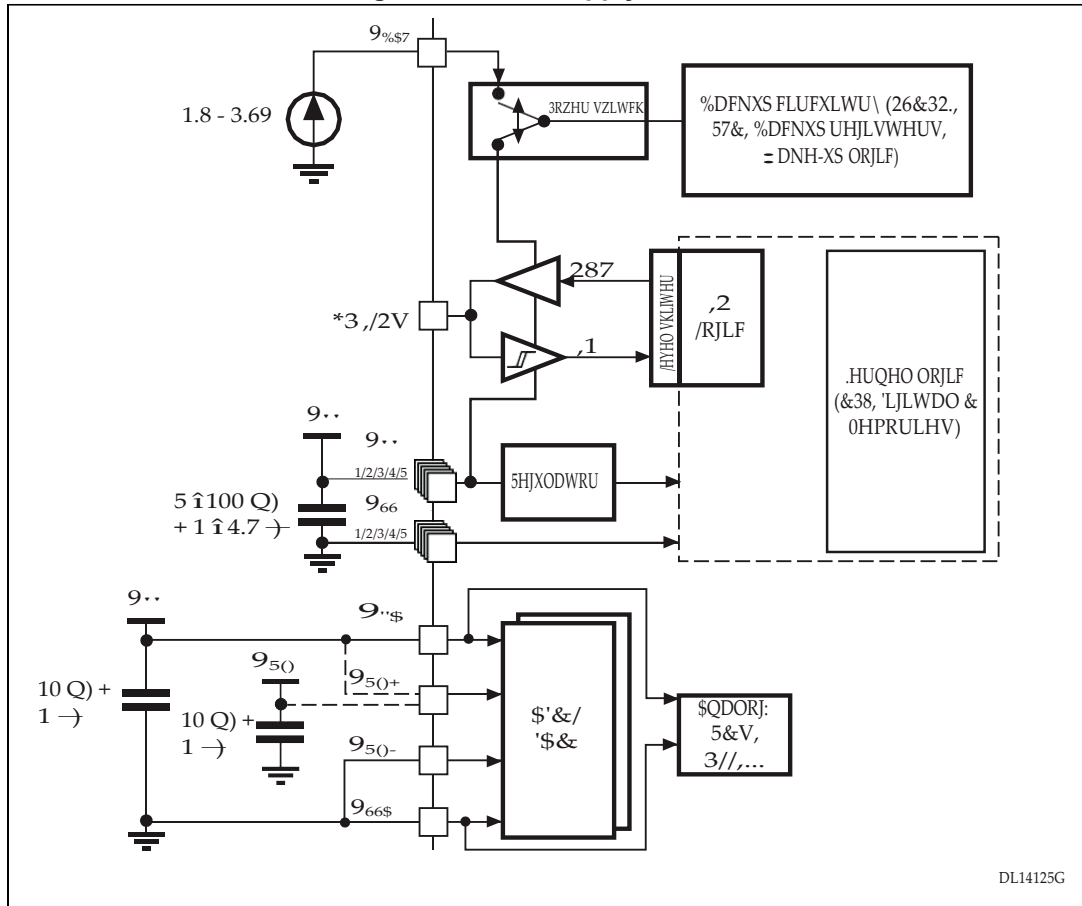 9%$7
1.8 - 3.69
3RZHU VZLWFK
%DFNXS FLUFXLWU\ (26&32.,
57&, %DFNXS UHJLVWHUV,
DNH-XS ORJLF)
287
*3 ,/2V
,1
/HYHO VKLIWHU
,2
/RJLF
.HUQHO ORJLF
(&38, 'LJLWDO &
0HPRULHV)
9··
9··
1/2/3/4/5
5HJXODWRU
5 î 100 Q)
+ 1 î 4.7
966
1/2/3/4/5
9··
9''$
95()
95()+
10 Q) +
1
10 Q) +
1
95()-
$'&/
'$&
$QDORJ:
5&V,
3//,...
966$
DL14125G